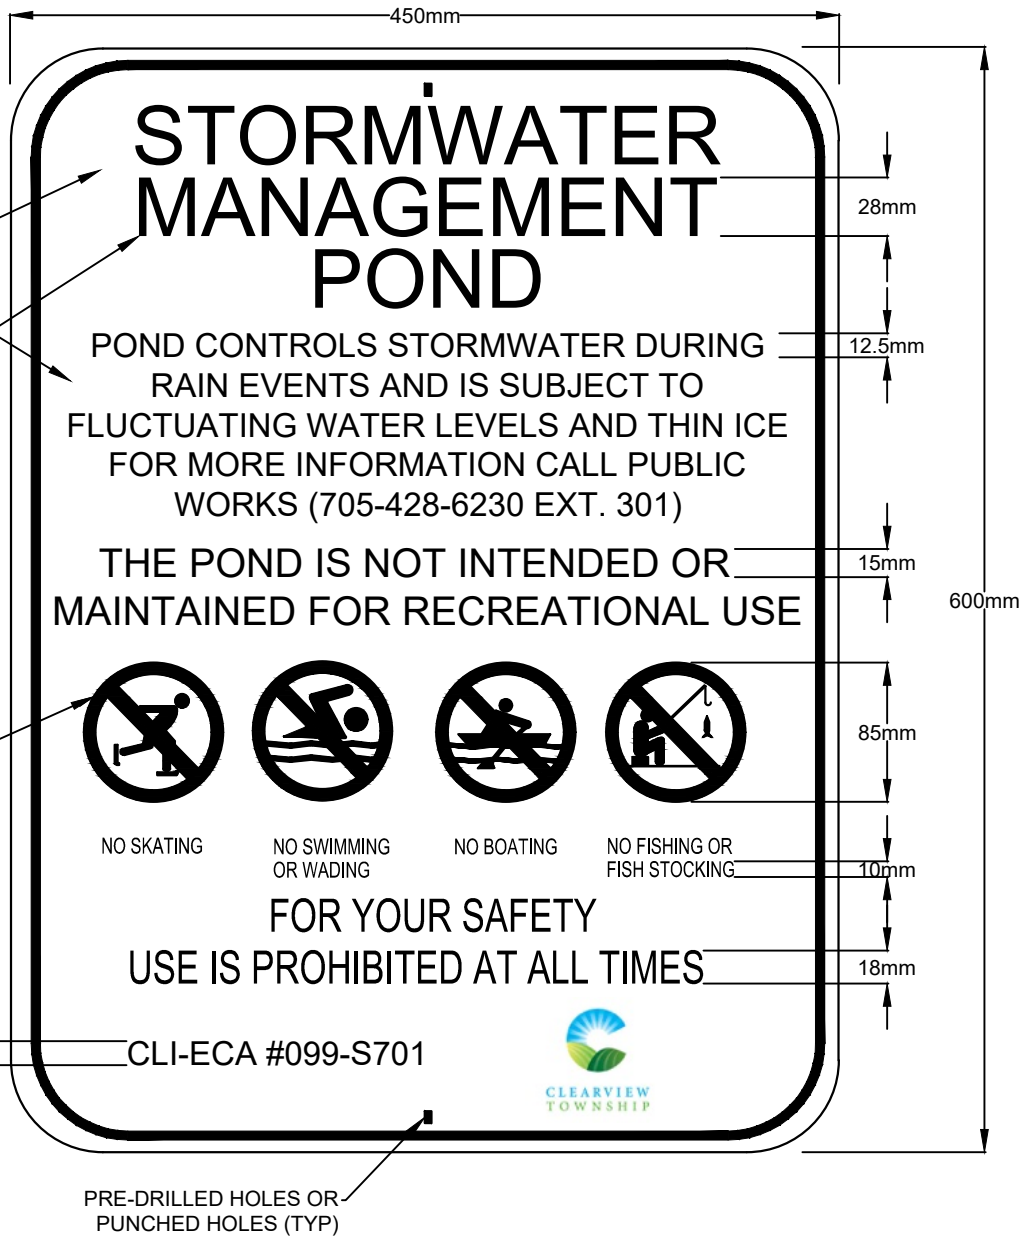 450mm
STORMWATER
MANAGEMENT
POND
28mm
POND CONTROLS STORMWATER DURING
RAIN EVENTS AND IS SUBJECT TO
FLUCTUATING WATER LEVELS AND THIN ICE
FOR MORE INFORMATION CALL PUBLIC
WORKS (705-428-6230 EXT. 301)
12.5mm
THE POND IS NOT INTENDED OR
MAINTAINED FOR RECREATIONAL USE
15mm
600mm
85mm
NO SKATING
NO SWIMMING
OR WADING
NO BOATING
NO FISHING OR
FISH STOCKING
10mm
FOR YOUR SAFETY
USE IS PROHIBITED AT ALL TIMES
18mm
CLI-ECA #099-S701
CLEARVIEW
TOWNSHIP
PRE-DRILLED HOLES OR
PUNCHED HOLES (TYP)